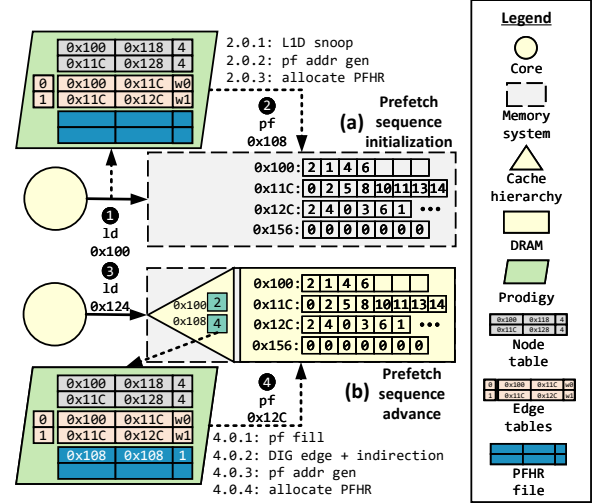 0x100 0x118 4
0x11C 0x128 4
0 0x100 0x11C w0
1 0x11C 0x12C w1
2.0.1: L1D snoop
2.0.2: pf addr gen
2.0.3: allocate PFHR
2
pf
0x108
(a) Prefetch
sequence
initialization
0x100: 2 1 4 6
0x11C: 0 2 5 8 10 11 13 14
0x12C: 2 4 0 3 6 1 •••
0x156: 0 0 0 0 0 0 0
1
ld
0x100
3
ld
0x124
0x100 2
0x108 4
0x100: 2 1 4 6
0x11C: 0 2 5 8 10 11 13 14
0x12C: 2 4 0 3 6 1 •••
0x156: 0 0 0 0 0 0 0
4
pf
0x12C
(b) Prefetch
sequence
advance
0x100 0x118 4
0x11C 0x128 4
0 0x100 0x11C w0
1 0x11C 0x12C w1
0x108 0x108 1
4.0.1: pf fill
4.0.2: DIG edge + indirection
4.0.3: pf addr gen
4.0.4: allocate PFHR
Legend
Core
Memory
system
Cache
hierarchy
DRAM
Prodigy
0x100 0x118 4
0x11C 0x128 4
Node
table
0 0x100 0x11C w0
1 0x11C 0x12C w1
Edge
tables
PFHR
file